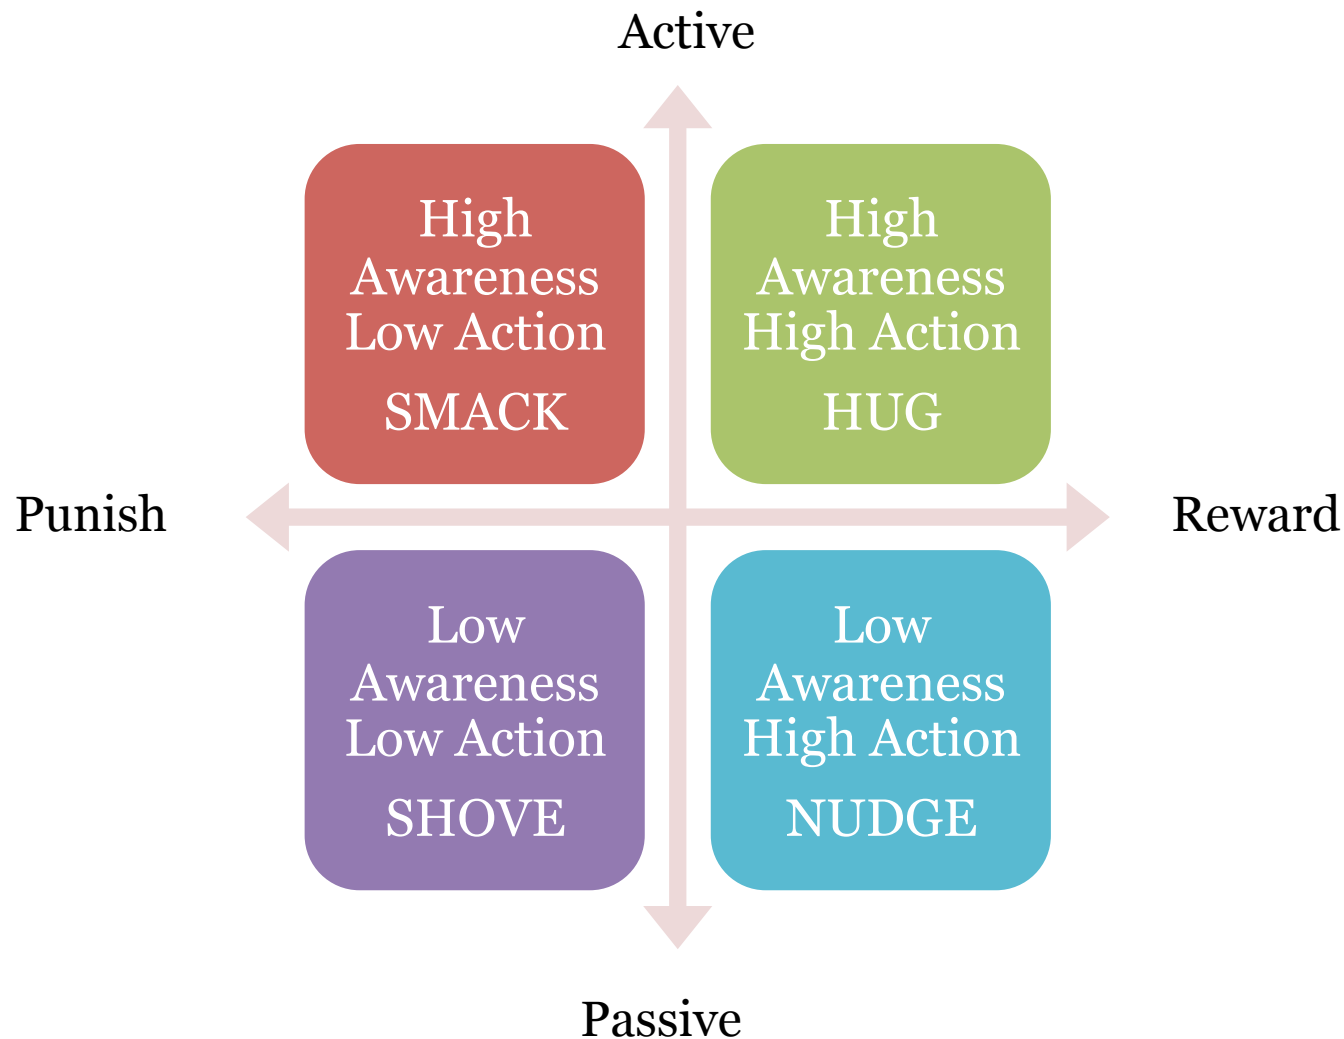 Active
High
Awareness
Low Action
SMACK
High
Awareness
High Action
HUG
Punish
Reward
Low
Awareness
Low Action
SHOVE
Low
Awareness
High Action
NUDGE
Passive